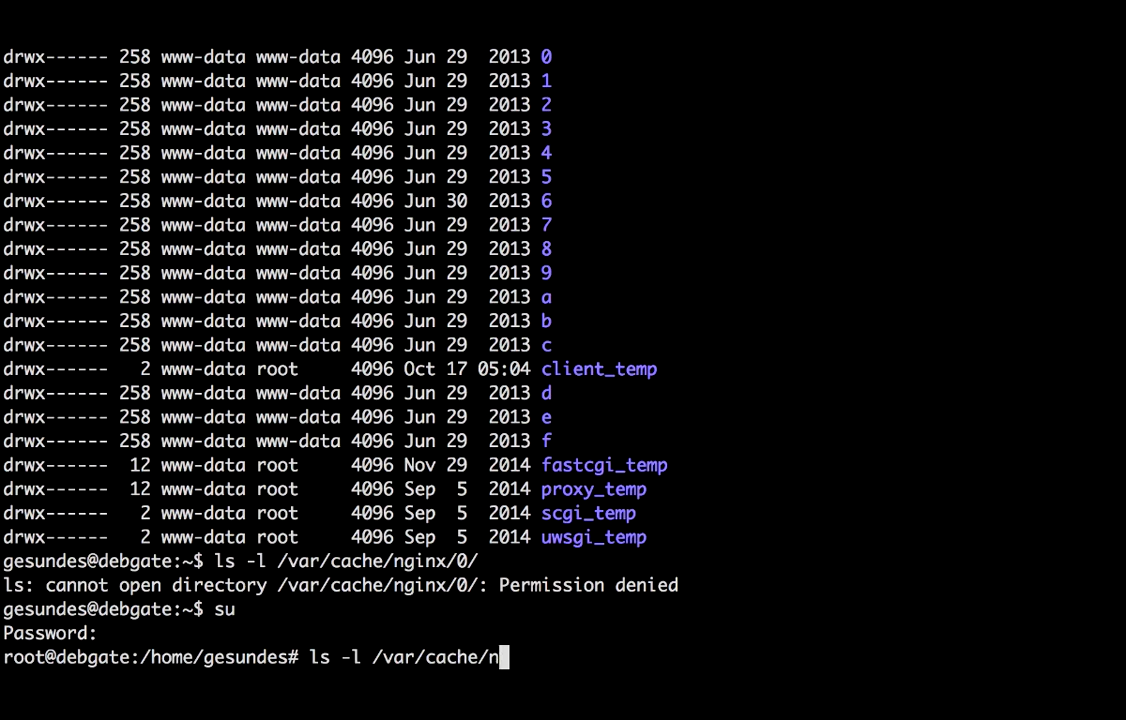 drwx------ 258 www-data www-data 4096 Jun 29  2013 0
drwx------ 258 www-data www-data 4096 Jun 29  2013 1
drwx------ 258 www-data www-data 4096 Jun 29  2013 2
drwx------ 258 www-data www-data 4096 Jun 29  2013 3
drwx------ 258 www-data www-data 4096 Jun 29  2013 4
drwx------ 258 www-data www-data 4096 Jun 29  2013 5
drwx------ 258 www-data www-data 4096 Jun 30  2013 6
drwx------ 258 www-data www-data 4096 Jun 29  2013 7
drwx------ 258 www-data www-data 4096 Jun 29  2013 8
drwx------ 258 www-data www-data 4096 Jun 29  2013 9
drwx------ 258 www-data www-data 4096 Jun 29  2013 a
drwx------ 258 www-data www-data 4096 Jun 29  2013 b
drwx------ 258 www-data www-data 4096 Jun 29  2013 c
drwx------   2 www-data root     4096 Oct 17 05:04 client_temp
drwx------ 258 www-data www-data 4096 Jun 29  2013 d
drwx------ 258 www-data www-data 4096 Jun 29  2013 e
drwx------ 258 www-data www-data 4096 Jun 29  2013 f
drwx------  12 www-data root     4096 Nov 29  2014 fastcgi_temp
drwx------  12 www-data root     4096 Sep  5  2014 proxy_temp
drwx------   2 www-data root     4096 Sep  5  2014 scgi_temp
drwx------   2 www-data root     4096 Sep  5  2014 uwsgi_temp
gesundes@debgate:~$ ls -l /var/cache/nginx/0/
ls: cannot open directory /var/cache/nginx/0/: Permission denied
gesundes@debgate:~$ su
Password:
root@debgate:/home/gesundes# ls -l /var/cache/n